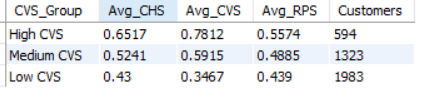 CVS_Group Avg_CHS Avg_CVS Avg_RPS Customers
High CVS 0.6517 0.7812 0.5574 594
Medium CVS 0.5241 0.5915 0.4885 1323
Low CVS 0.43 0.3467 0.439 1983